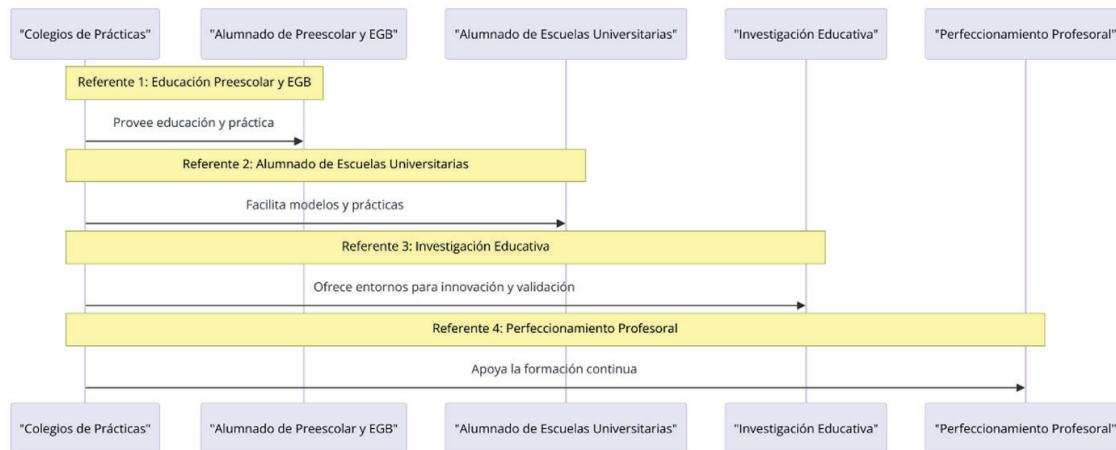 "Colegios de Prácticas"
"Alumnado de Preescolar y EGB"
"Alumnado de Escuelas Universitarias"
"Investigación Educativa"
"Perfeccionamiento Profesoral"
Referente 1: Educación Preescolar y EGB
Provee educación y práctica
Referente 2: Alumnado de Escuelas Universitarias
Facilita modelos y prácticas
Referente 3: Investigación Educativa
Ofrece entornos para innovación y validación
Referente 4: Perfeccionamiento Profesoral
Apoya la formación continua
"Colegios de Prácticas"
"Alumnado de Preescolar y EGB"
"Alumnado de Escuelas Universitarias"
"Investigación Educativa"
"Perfeccionamiento Profesoral"